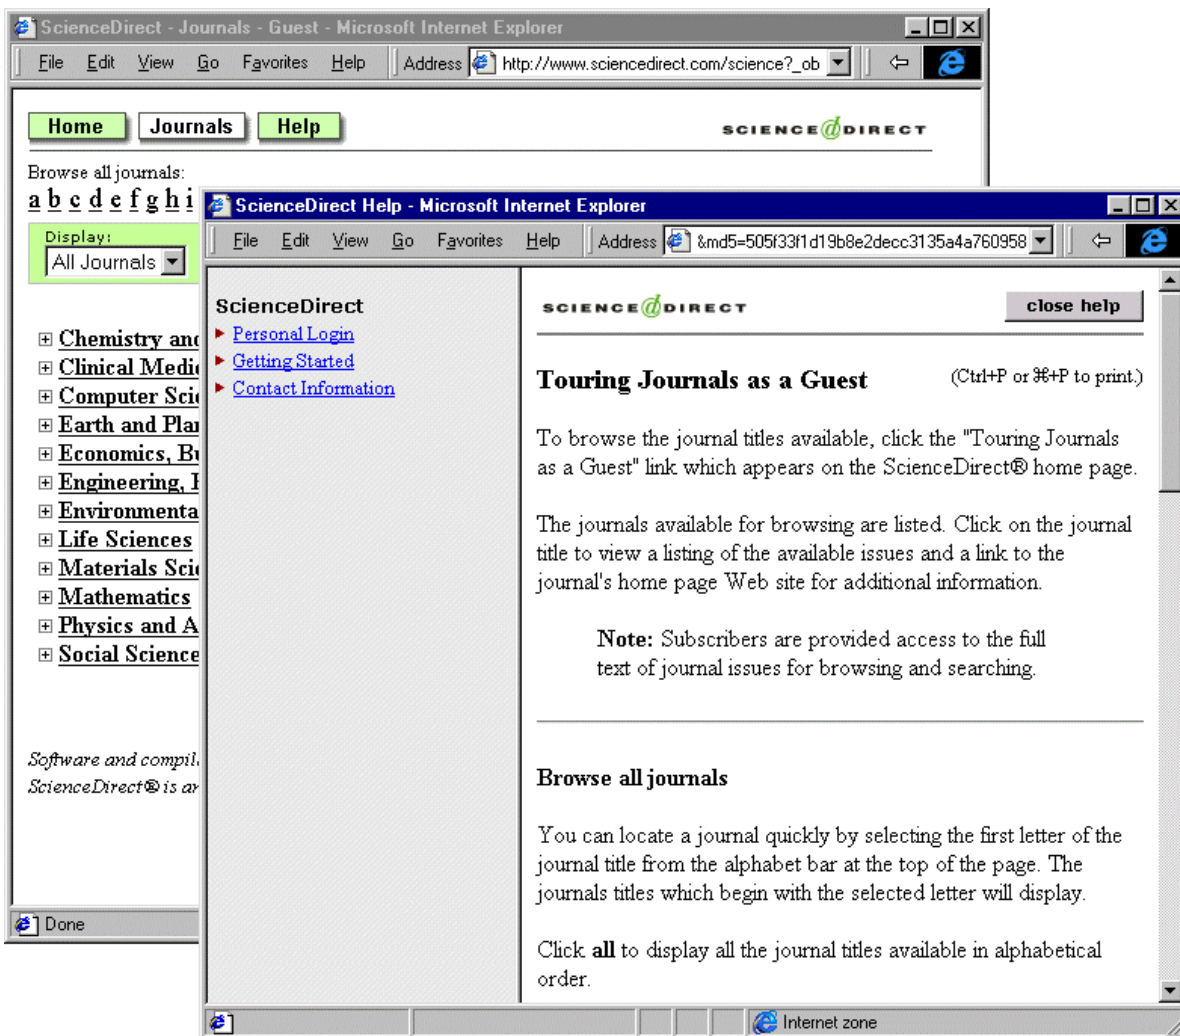 ScienceDirect - Journals - Guest - Microsoft Internet Explorer
File Edit View Go Favorites Help Address http://www.sciencedirect.com/science?_ob
Home Journals Help SCIENCE DIRECT
Browse all journals:
a b c d e f g h i
Display:
All Journals
Chemistry and
Clinical Medi
Computer Sci
Earth and Plan
Economics, Bu
Engineering,
Environmenta
Life Sciences
Materials Sci
Mathematics
Physics and A
Social Science
Software and compil
ScienceDirect® is an
Done
ScienceDirect Help - Microsoft Internet Explorer
File Edit View Go Favorites Help Address &md5=505f33f1d19b8e2decc3135a4a760958
ScienceDirect
Personal Login
Getting Started
Contact Information
SCIENCE DIRECT close help
Touring Journals as a Guest (Ctrl+P or ⌘+P to print.)
To browse the journal titles available, click the "Touring Journals
as a Guest" link which appears on the ScienceDirect® home page.
The journals available for browsing are listed. Click on the journal
title to view a listing of the available issues and a link to the
journal's home page Web site for additional information.
Note: Subscribers are provided access to the full
text of journal issues for browsing and searching.
Browse all journals
You can locate a journal quickly by selecting the first letter of the
journal title from the alphabet bar at the top of the page. The
journals titles which begin with the selected letter will display.
Click all to display all the journal titles available in alphabetical
order.
Internet zone